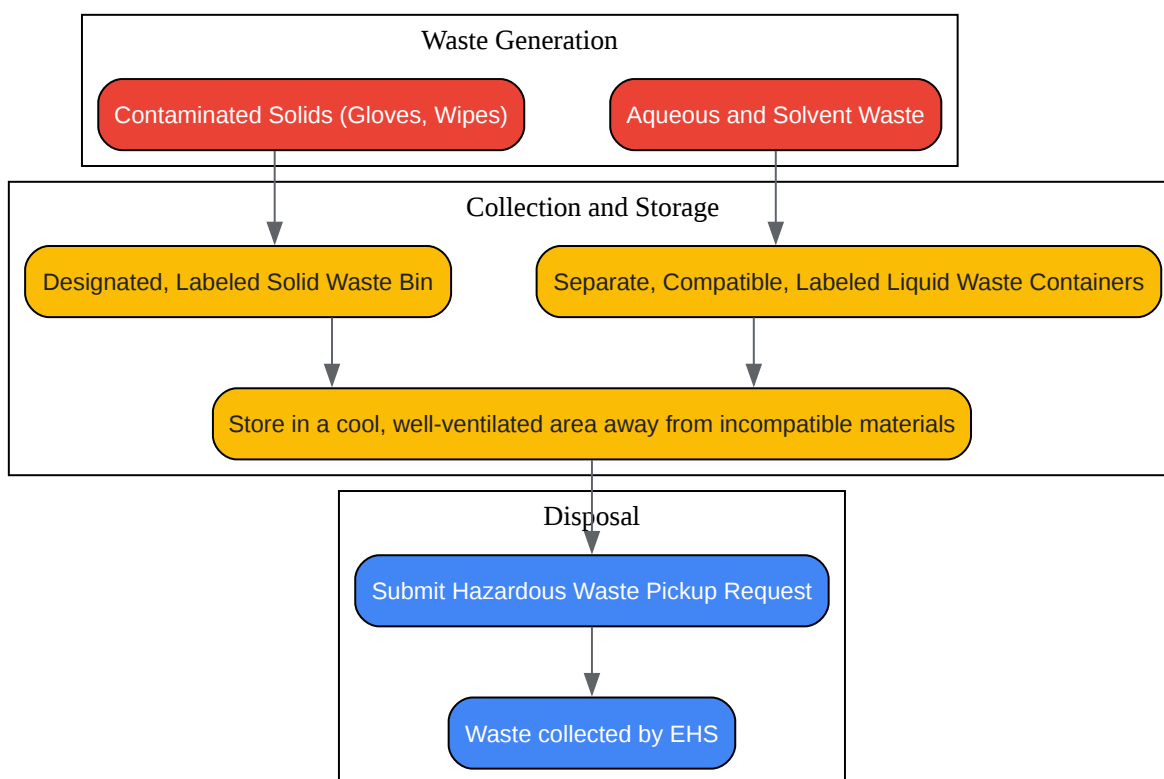 Waste Generation
Contaminated Solids (Gloves, Wipes)
Aqueous and Solvent Waste
Collection and Storage
Designated, Labeled Solid Waste Bin
Separate, Compatible, Labeled Liquid Waste Containers
Store in a cool, well-ventilated area away from incompatible materials
Disposal
Submit Hazardous Waste Pickup Request
Waste collected by EHS